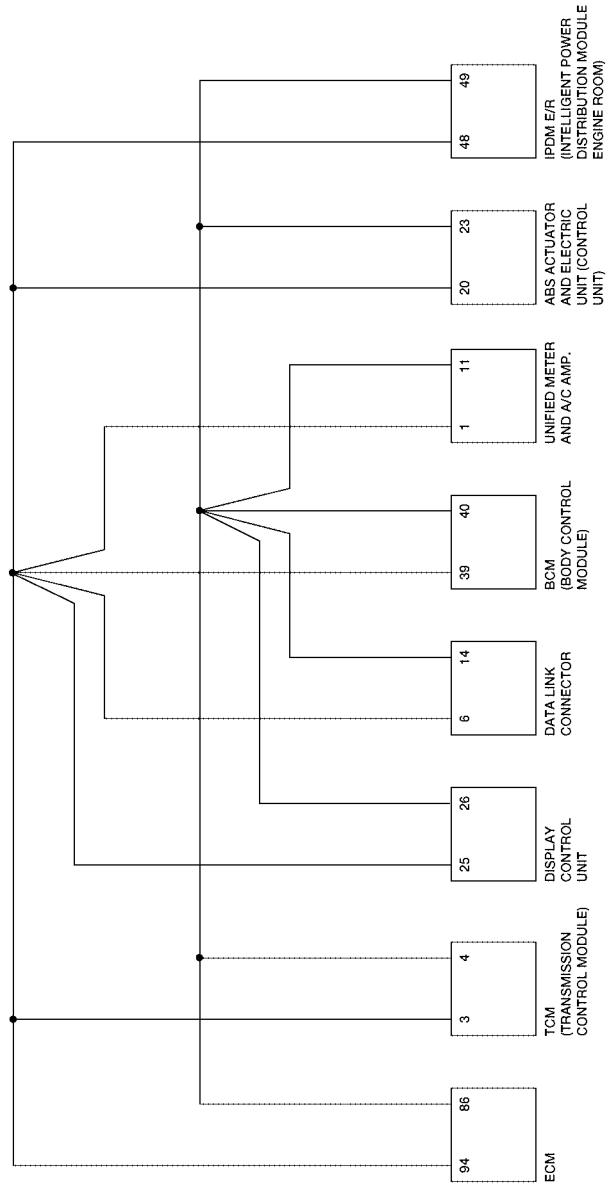 94
86
ECM
3
4
TCM
(TRANSMISSION
CONTROL MODULE)
25
26
DISPLAY
CONTROL
UNIT
6
14
DATA LINK
CONNECTOR
39
40
BCM
(BODY CONTROL
MODULE)
1
11
UNIFIED METER
AND A/C AMP.
20
23
ABS ACTUATOR
AND ELECTRIC
UNIT (CONTROL
UNIT)
48
49
IPDM E/R
(INTELLIGENT POWER
DISTRIBUTION MODULE
ENGINE ROOM)